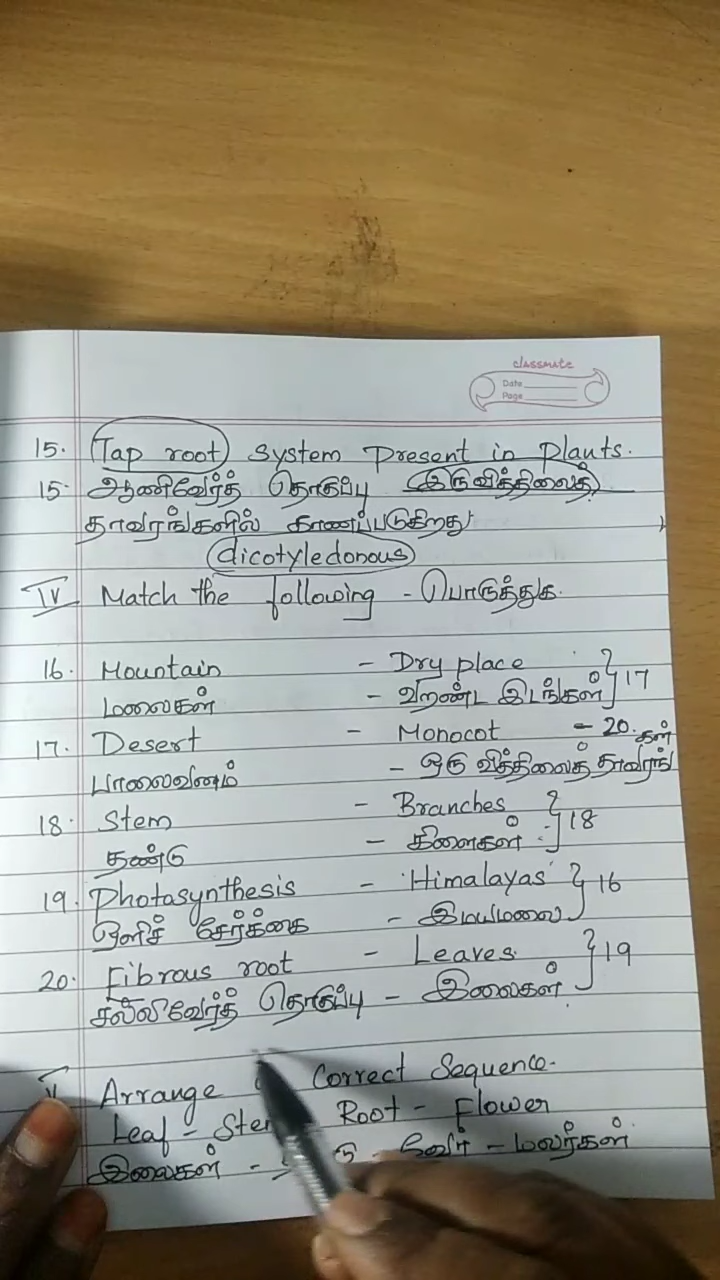 classmate
Date
Page
15. Tap root system Present in Plants.
15. ஆணிவேர்த் தொகுப்பு இருவித்திலைத்
தாவரங்களில் காணப்படுகிறது
dicotyledonous
IV Match the following - பொருத்துக.
16. Mountain - Dry place
மலைகள் - வறண்ட இடங்கள் } 17
17. Desert - Monocot - 20.
பாலைவனம் - ஒரு வித்திலைத் தாவரங்கள்
18. Stem - Branches
தண்டு - கிளைகள் } 18
19. Photasynthesis - Himalayas } 16
ஒளிச் சேர்க்கை - இமயமலை
20. Fibrous root - Leaves. } 19
சல்லிவேர்த் தொகுப்பு - இலைகள்
V Arrange Correct Sequence.
Leaf - Root - Flower
இலைகள் - வேர் - மலர்கள்